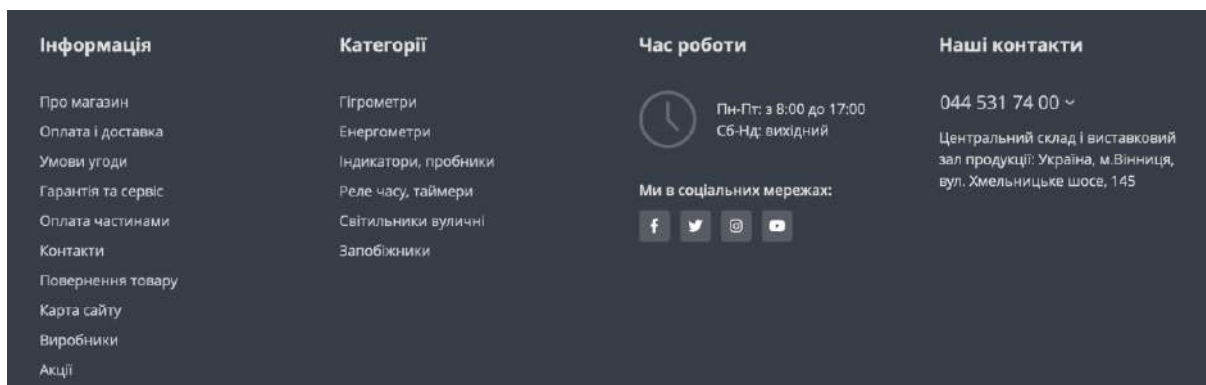 Інформація
Про магазин
Оплата і доставка
Умови угоди
Гарантія та сервіс
Оплата частинами
Контакти
Повернення товару
Карта сайту
Виробники
Акції
Категорії
Гігрометри
Енергометри
Індикатори, пробники
Реле часу, таймери
Світильники вуличні
Запобіжники
Час роботи
Пн-Пт: з 8:00 до 17:00
Сб-Нд: вихідний
Ми в соціальних мережах:
Наші контакти
044 531 74 00
Центральний склад і виставковий
зал продукції: Україна, м.Вінниця,
вул. Хмельницьке шосе, 145